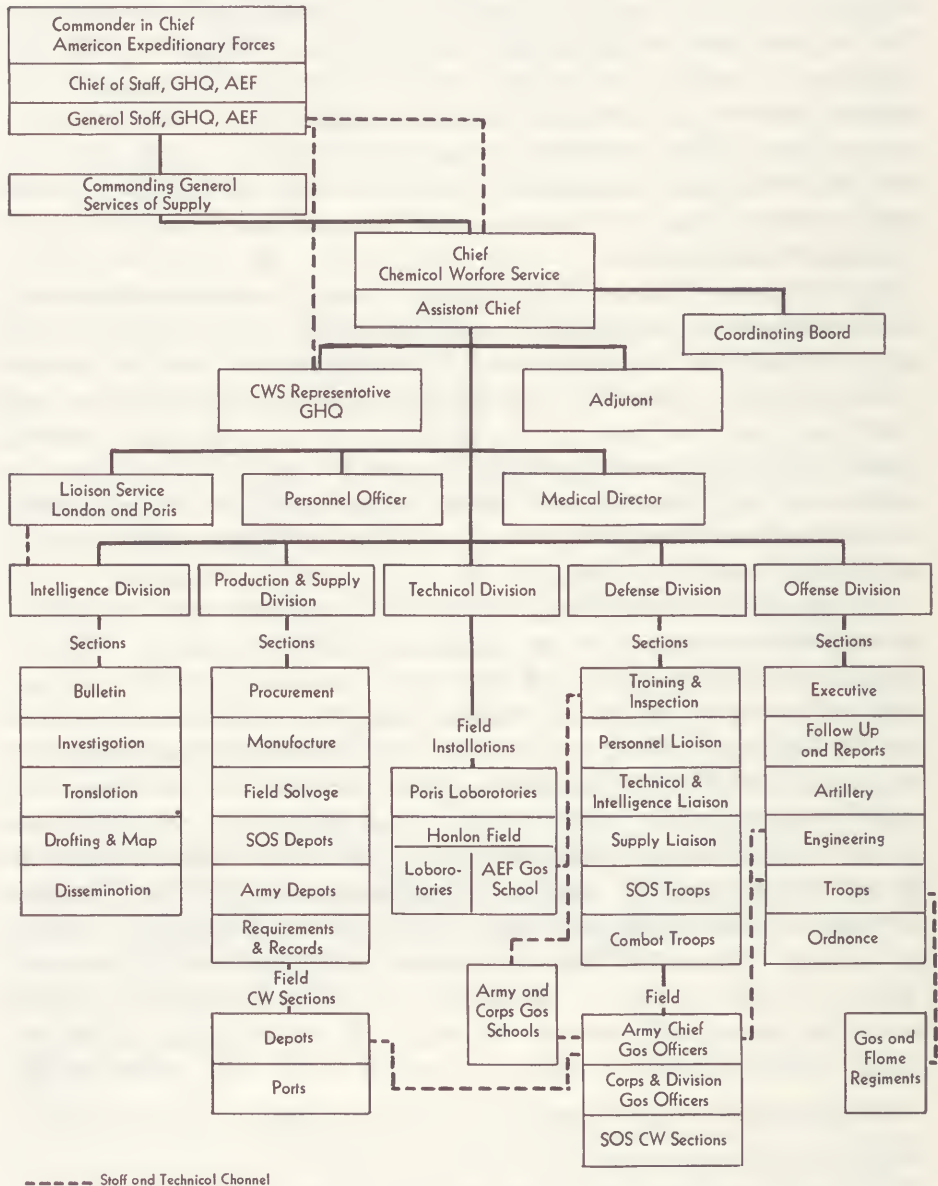 Commander in Chief
American Expeditionary Forces
Chief of Staff, GHQ, AEF
General Staff, GHQ, AEF
Commanding General
Services of Supply
Chief
Chemical Warfare Service
Assistant Chief
Coordinating Board
CWS Representative
GHQ
Adjutant
Liaison Service
London and Paris
Personnel Officer
Medical Director
Intelligence Division
Production & Supply
Division
Technical Division
Defense Division
Offense Division
Sections
Bulletin
Investigation
Translation
Drafting & Map
Dissemination
Sections
Procurement
Manufacture
Field Salvage
SOS Depots
Army Depots
Requirements
& Records
Field
CW Sections
Depots
Ports
Field
Installations
Paris Laboratories
Hanlon Field
Labora-
tories
AEF Gas
School
Sections
Training &
Inspection
Personnel Liaison
Technical &
Intelligence Liaison
Supply Liaison
SOS Troops
Combat Troops
Army and
Corps Gas
Schools
Field
Army Chief
Gas Officers
Corps & Division
Gas Officers
SOS CW Sections
Sections
Executive
Follow Up
and Reports
Artillery
Engineering
Troops
Ordnance
Gas and
Flame
Regiments
Staff and Technical Channel